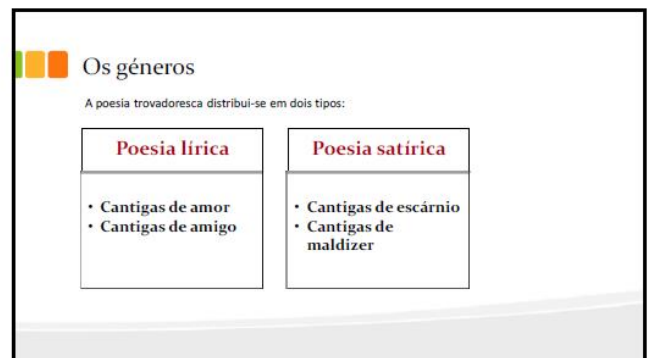 Os géneros
A poesia trovadoresca distribui-se em dois tipos:
Poesia lírica
• Cantigas de amor
• Cantigas de amigo
Poesia satírica
• Cantigas de escárnio
• Cantigas de
maldizer